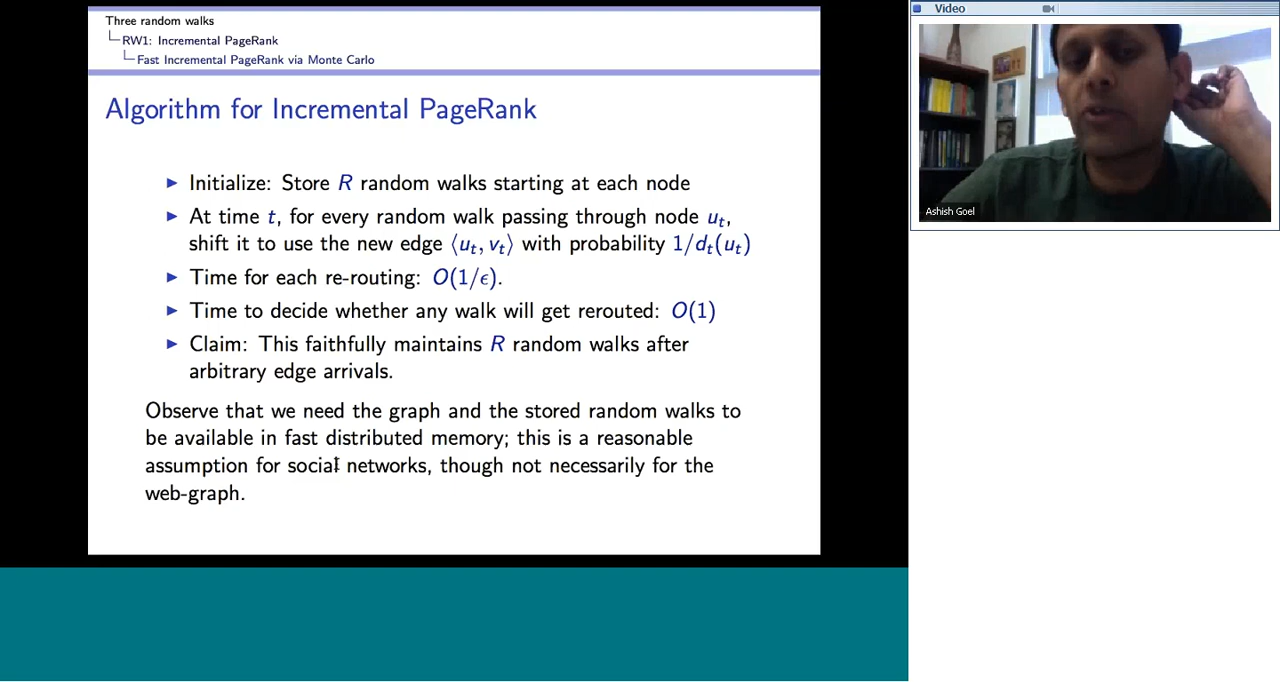 Three random walks
RW1: Incremental PageRank
Fast Incremental PageRank via Monte Carlo
Algorithm for Incremental PageRank
Initialize: Store R random walks starting at each node
At time t, for every random walk passing through node uₜ,
shift it to use the new edge ⟨uₜ, vₜ⟩ with probability 1/dₜ(uₜ)
Time for each re-routing: O(1/ϵ).
Time to decide whether any walk will get rerouted: O(1)
Claim: This faithfully maintains R random walks after
arbitrary edge arrivals.
Observe that we need the graph and the stored random walks to
be available in fast distributed memory; this is a reasonable
assumption for social networks, though not necessarily for the
web-graph.
Video
Ashish Goel